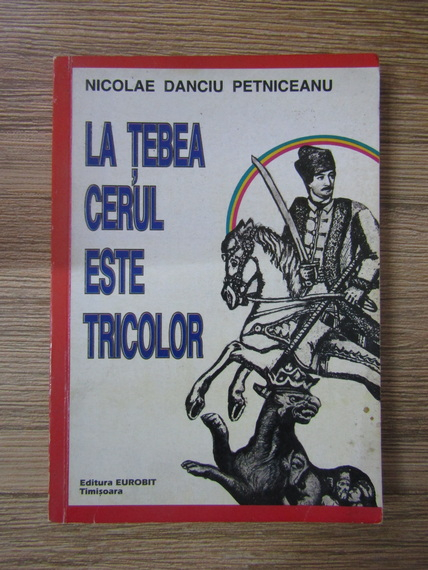 NICOLAE DANCIU PETNICEANU
LA ȚEBEA
CERUL
ESTE
TRICOLOR
Editura EUROBIT
Timișoara